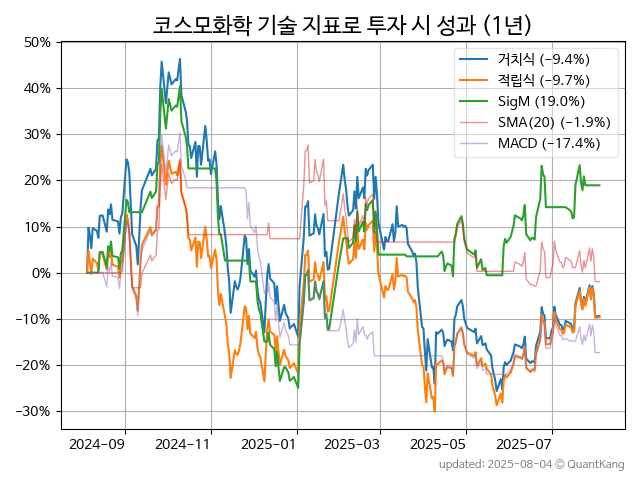 코스모화학 기술 지표로 투자 시 성과 (1년)
거치식 (−9.4%)
적립식 (−9.7%)
SigM (19.0%)
SMA(20) (−1.9%)
MACD (−17.4%)
50%
40%
30%
20%
10%
0%
−10%
−20%
−30%
2024-09 2024-11 2025-01 2025-03 2025-05 2025-07
updated: 2025-08-04 © QuantKang